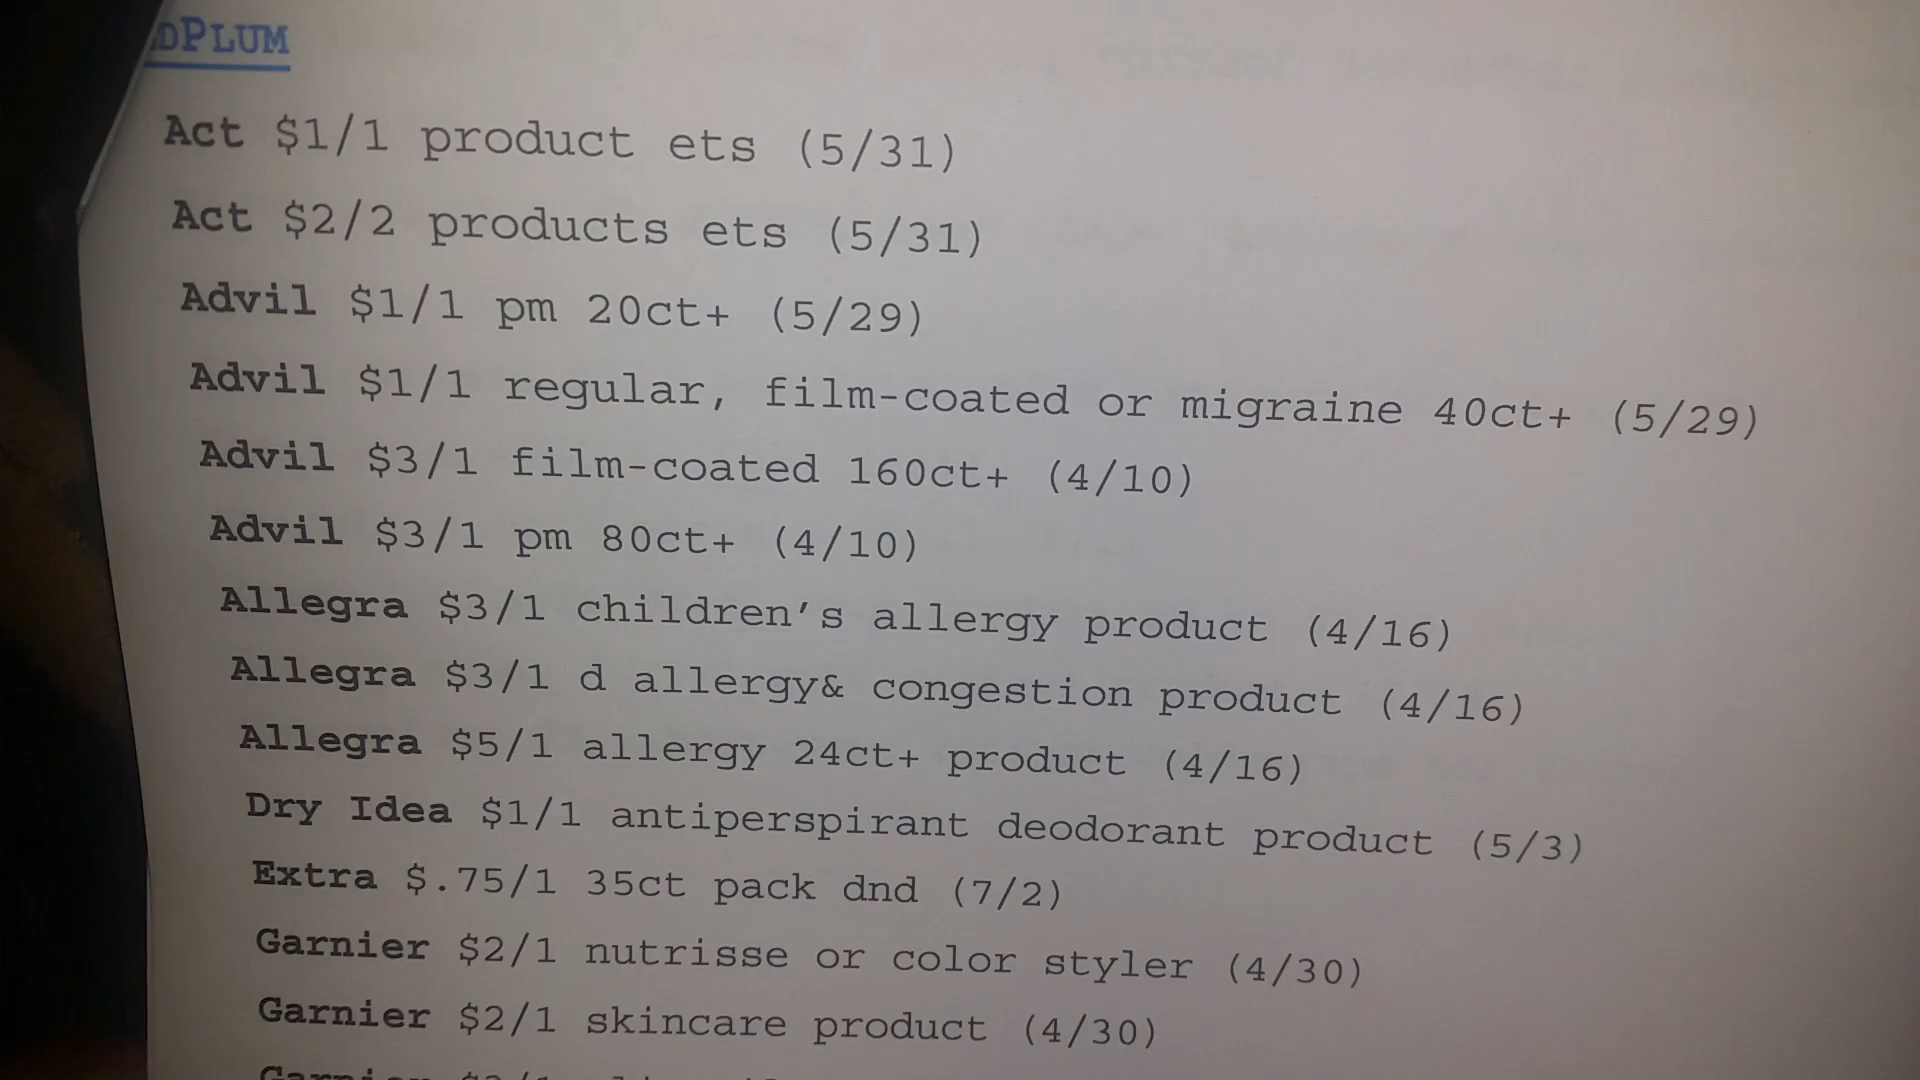 DPLUM
Act $1/1 product ets (5/31)
Act $2/2 products ets (5/31)
Advil $1/1 pm 20ct+ (5/29)
Advil $1/1 regular, film-coated or migraine 40ct+ (5/29)
Advil $3/1 film-coated 160ct+ (4/10)
Advil $3/1 pm 80ct+ (4/10)
Allegra $3/1 children's allergy product (4/16)
Allegra $3/1 d allergy& congestion product (4/16)
Allegra $5/1 allergy 24ct+ product (4/16)
Dry Idea $1/1 antiperspirant deodorant product (5/3)
Extra $.75/1 35ct pack dnd (7/2)
Garnier $2/1 nutrisse or color styler (4/30)
Garnier $2/1 skincare product (4/30)
Garnier